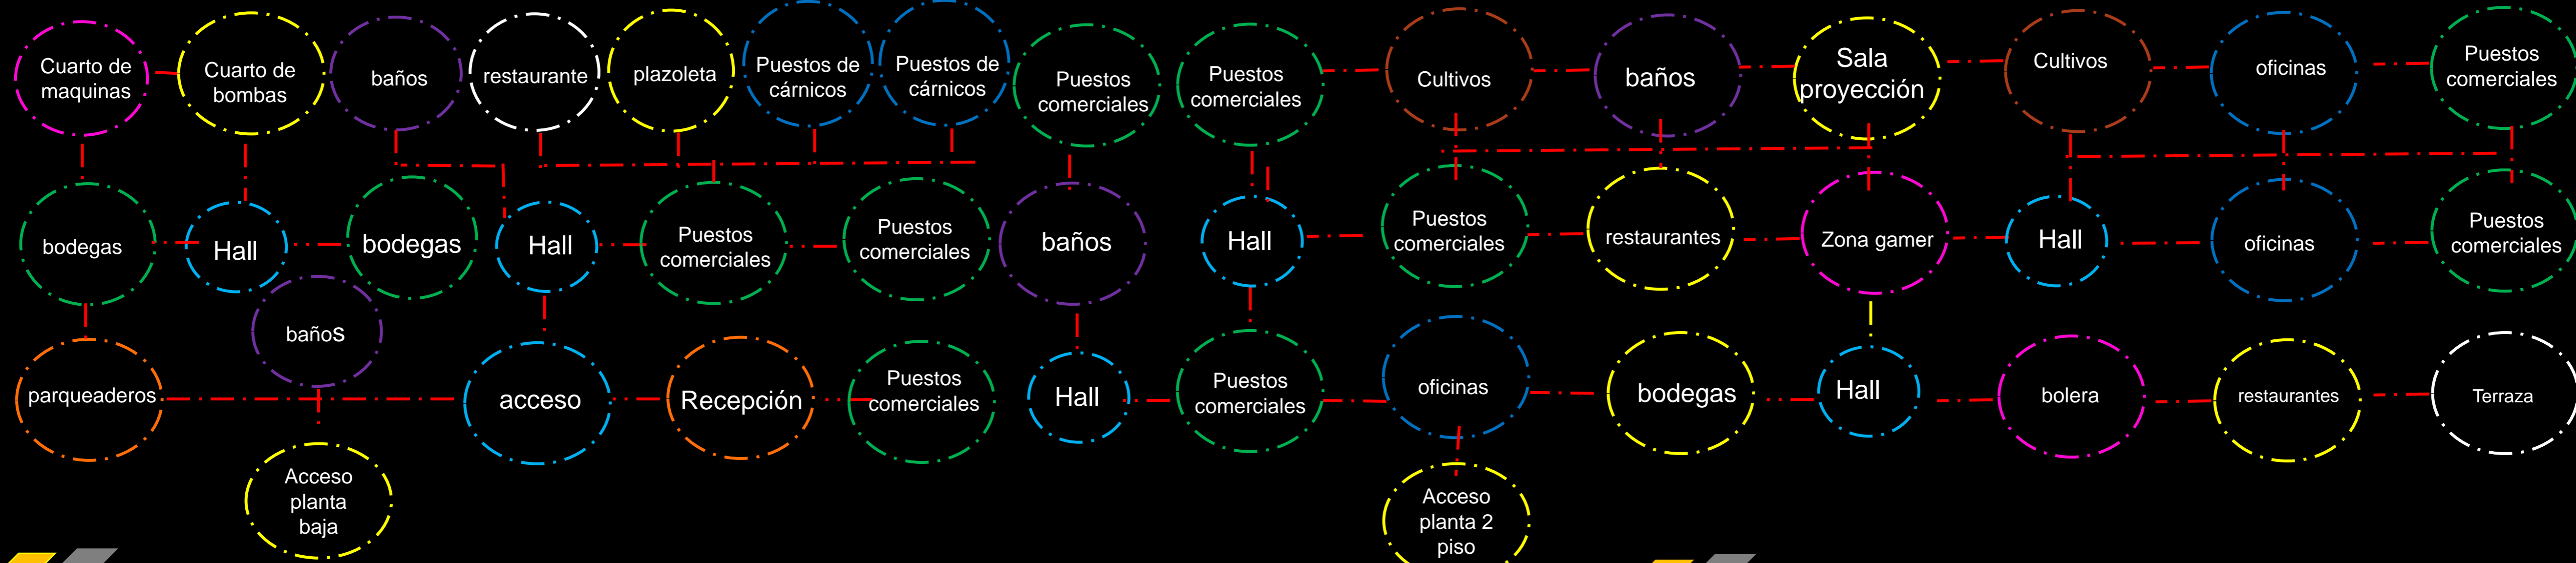 Cuarto de
maquinas
Cuarto de
bombas
baños
restaurante
plazoleta
Puestos de
cárnicos
Puestos de
cárnicos
Puestos
comerciales
Puestos
comerciales
Cultivos
baños
Sala
proyección
Cultivos
oficinas
Puestos
comerciales
bodegas
Hall
bodegas
Hall
Puestos
comerciales
Puestos
comerciales
baños
Hall
Puestos
comerciales
restaurantes
Zona gamer
Hall
oficinas
Puestos
comerciales
baños
parqueaderos
acceso
Recepción
Puestos
comerciales
Hall
Puestos
comerciales
oficinas
bodegas
Hall
bolera
restaurantes
Terraza
Acceso
planta
baja
Acceso
planta 2
piso